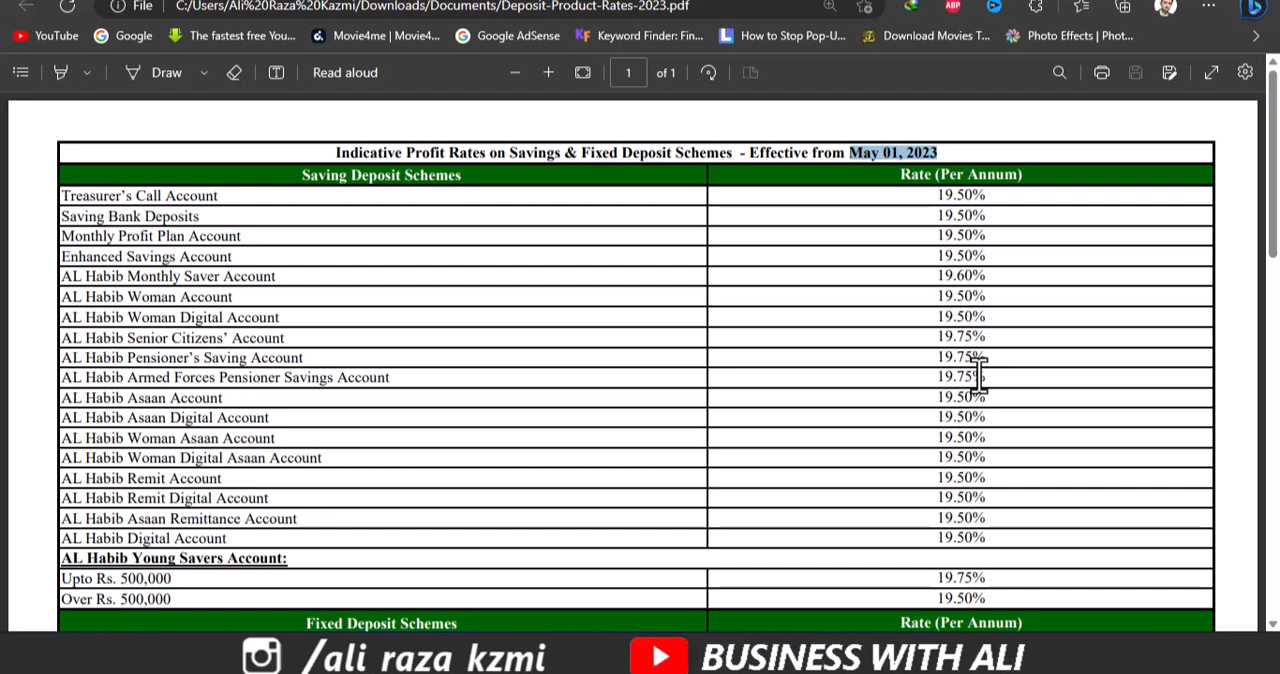 File C:/Users/Ali%20Raza%20Kazmi/Downloads/Documents/Deposit-Product-Rates-2023.pdf ABP
YouTube Google The fastest free You... Movie4me | Movie4... Google AdSense KF Keyword Finder: Fin... L How to Stop Pop-U... Download Movies T... Photo Effects | Phot...
Draw Read aloud 1 of 1
Indicative Profit Rates on Savings & Fixed Deposit Schemes - Effective from May 01, 2023
Saving Deposit Schemes Rate (Per Annum)
Treasurer’s Call Account 19.50%
Saving Bank Deposits 19.50%
Monthly Profit Plan Account 19.50%
Enhanced Savings Account 19.50%
AL Habib Monthly Saver Account 19.60%
AL Habib Woman Account 19.50%
AL Habib Woman Digital Account 19.50%
AL Habib Senior Citizens’ Account 19.75%
AL Habib Pensioner’s Saving Account 19.75%
AL Habib Armed Forces Pensioner Savings Account 19.75%
AL Habib Asaan Account 19.50%
AL Habib Asaan Digital Account 19.50%
AL Habib Woman Asaan Account 19.50%
AL Habib Woman Digital Asaan Account 19.50%
AL Habib Remit Account 19.50%
AL Habib Remit Digital Account 19.50%
AL Habib Asaan Remittance Account 19.50%
AL Habib Digital Account 19.50%
AL Habib Young Savers Account:
Upto Rs. 500,000 19.75%
Over Rs. 500,000 19.50%
Fixed Deposit Schemes Rate (Per Annum)
/ali raza kzmi BUSINESS WITH ALI